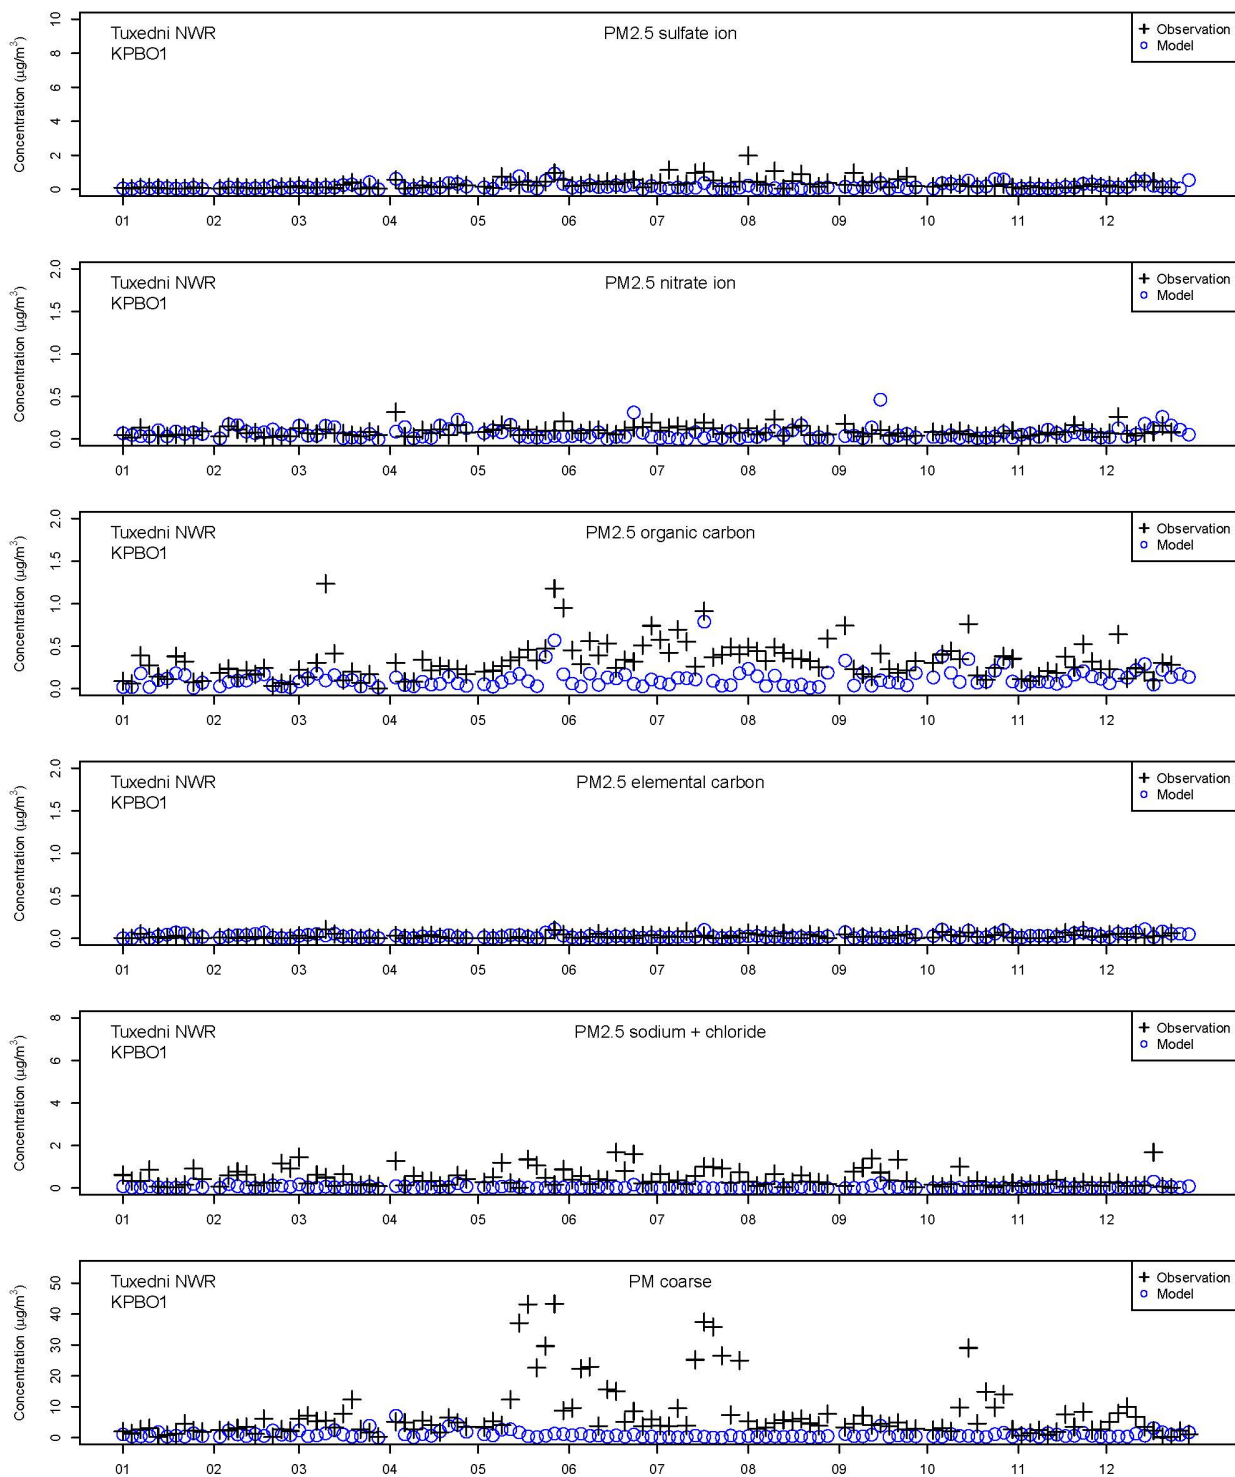 Tuxedni NWR
KPBO1
PM2.5 sulfate ion
+ Observation
○ Model
Concentration (µg/m³)
10
8
6
4
2
0
01 02 03 04 05 06 07 08 09 10 11 12
Tuxedni NWR
KPBO1
PM2.5 nitrate ion
+ Observation
○ Model
Concentration (µg/m³)
2.0
1.5
1.0
0.5
0.0
01 02 03 04 05 06 07 08 09 10 11 12
Tuxedni NWR
KPBO1
PM2.5 organic carbon
+ Observation
○ Model
Concentration (µg/m³)
2.0
1.5
1.0
0.5
0.0
01 02 03 04 05 06 07 08 09 10 11 12
Tuxedni NWR
KPBO1
PM2.5 elemental carbon
+ Observation
○ Model
Concentration (µg/m³)
2.0
1.5
1.0
0.5
0.0
01 02 03 04 05 06 07 08 09 10 11 12
Tuxedni NWR
KPBO1
PM2.5 sodium + chloride
+ Observation
○ Model
Concentration (µg/m³)
8
6
4
2
0
01 02 03 04 05 06 07 08 09 10 11 12
Tuxedni NWR
KPBO1
PM coarse
+ Observation
○ Model
Concentration (µg/m³)
50
40
30
20
10
0
01 02 03 04 05 06 07 08 09 10 11 12